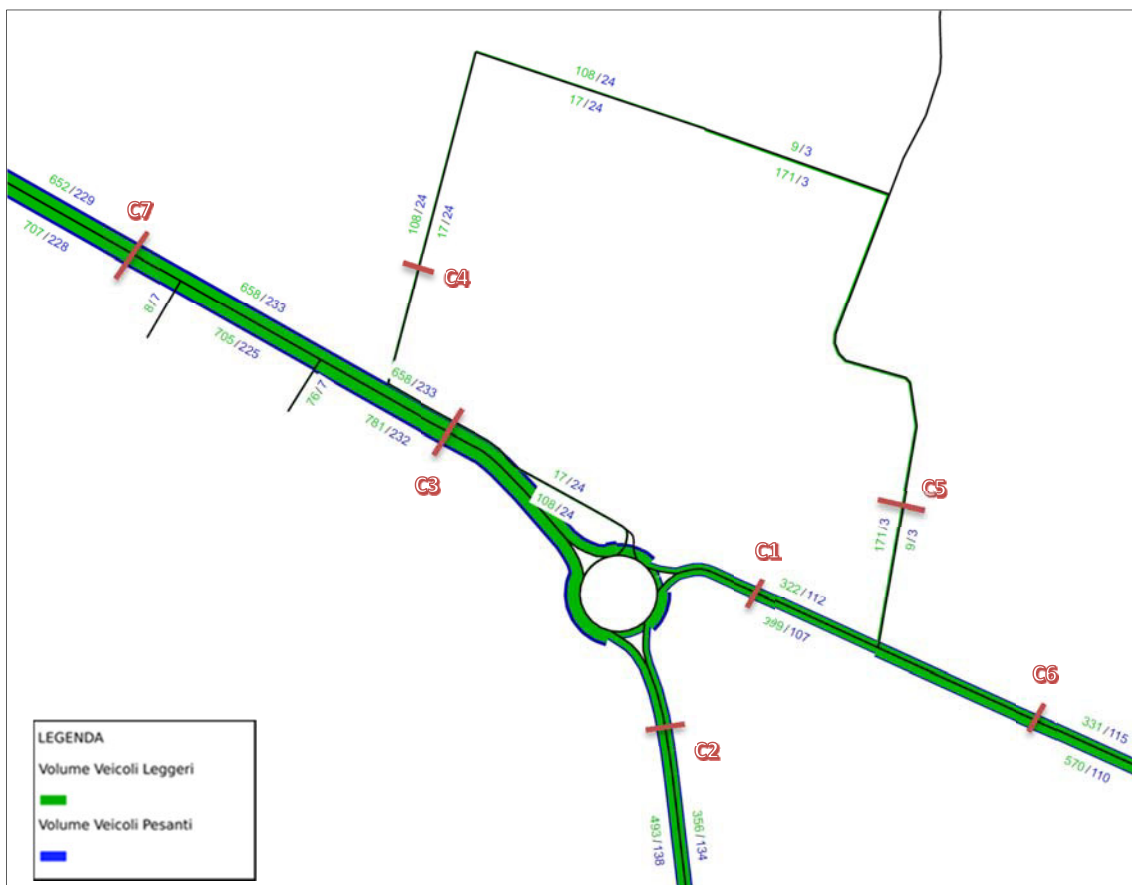 108/24
17/24
9/3
171/3
652/229
C7
707/228
108/24
17/24
C4
658/233
8/7
705/225
658/233
76/7
781/232
C3
17/24
108/24
C5
171/3
9/3
C1
322/112
399/107
C6
331/115
570/110
C2
493/138
356/134
LEGENDA
Volume Veicoli Leggeri
Volume Veicoli Pesanti